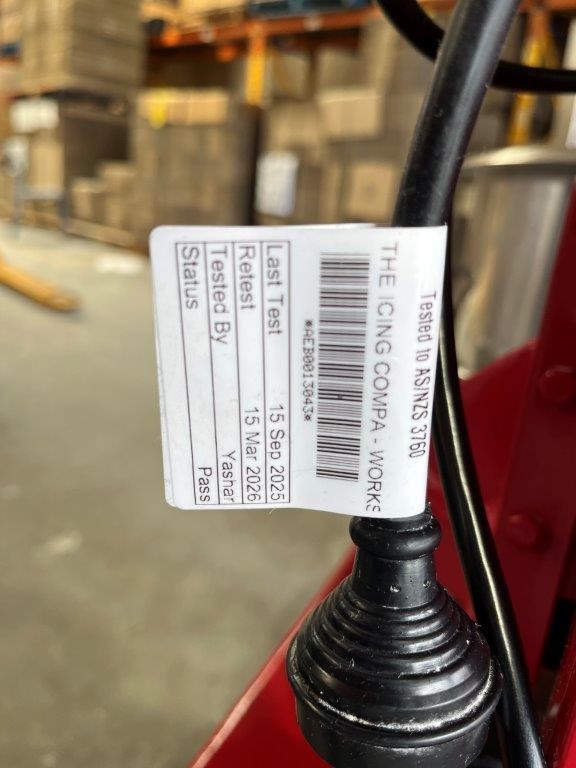 Tested to AS/NZS 3760
THE ICING COMPA - WORKS
*AEB0013043*
Last Test 15 Sep 2025
Retest 15 Mar 2026
Tested By Yashar
Status Pass